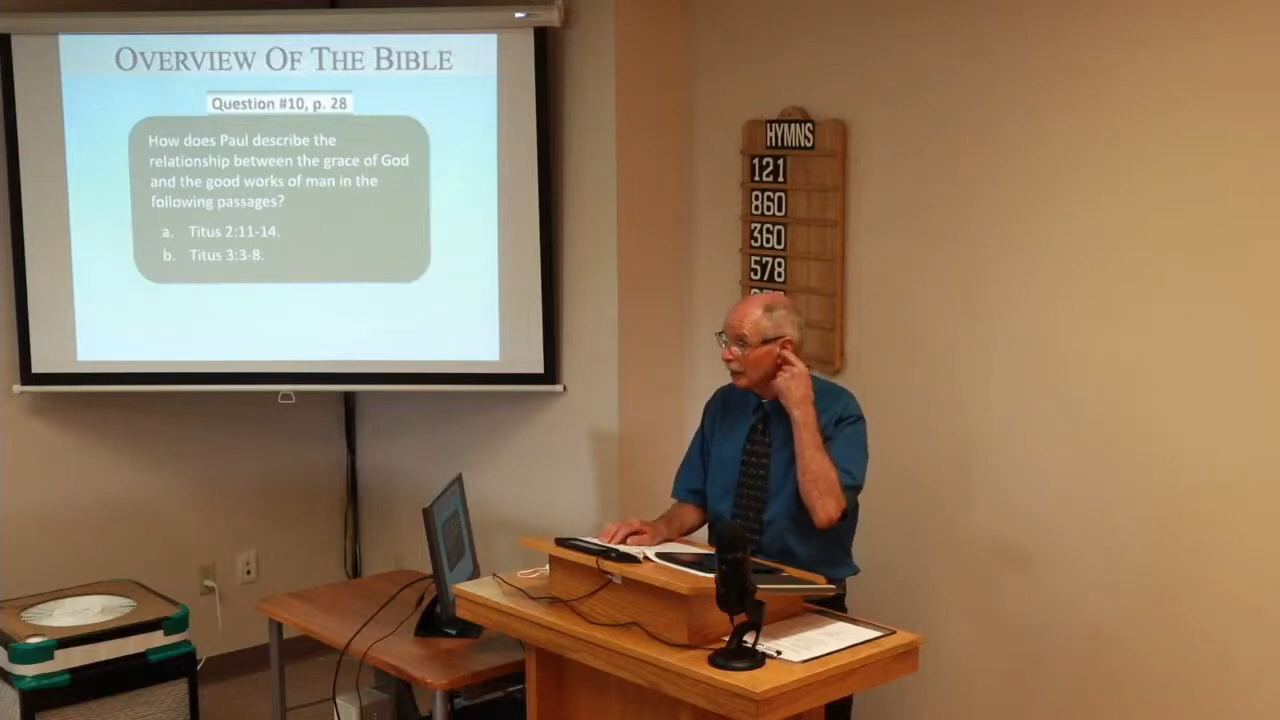 OVERVIEW OF THE BIBLE
Question #10, p. 28
How does Paul describe the
relationship between the grace of God
and the good works of man in the
following passages?
a. Titus 2:11-14.
b. Titus 3:3-8.
HYMNS
121
860
360
578